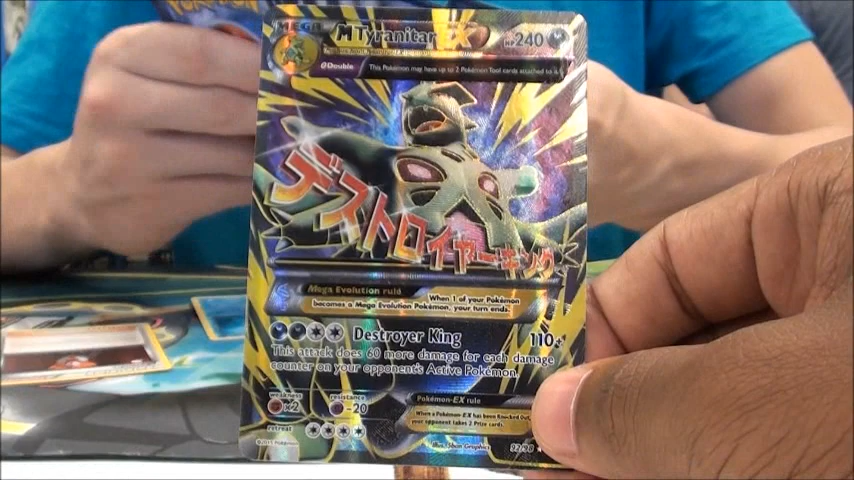 MEGA
M Tyranitar EX HP240
Double This Pokémon may have up to 2 Pokémon Tool cards attached to it.
デストロイヤーキング
Mega Evolution rule
When 1 of your Pokémon
becomes a Mega Evolution Pokémon, your turn ends.
Destroyer King 110+
This attack does 60 more damage for each damage
counter on your opponent's Active Pokémon.
weakness
×2
resistance
-20
retreat
Pokémon-EX rule
When a Pokémon-EX has been Knocked Out,
your opponent takes 2 Prize cards.
©2015 Pokémon
Illus. 5ban Graphics
92/98